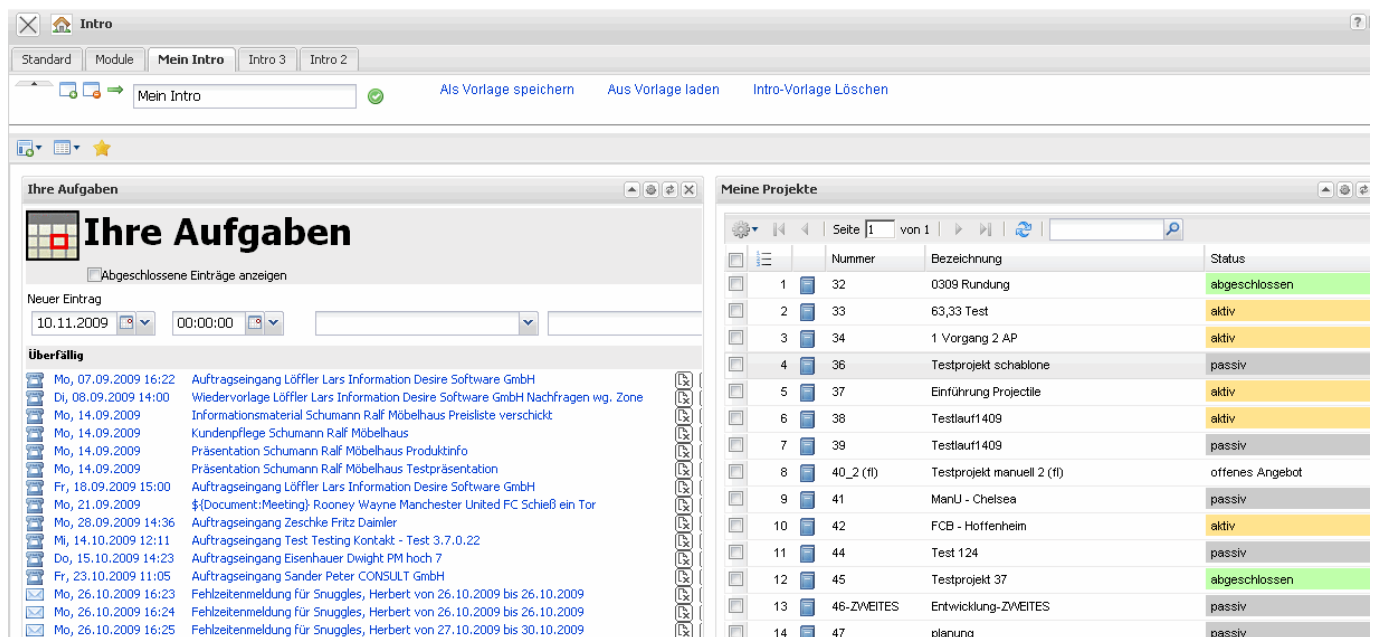 Intro
?
Standard Module Mein Intro Intro 3 Intro 2
Mein Intro Als Vorlage speichern Aus Vorlage laden Intro-Vorlage Löschen
Ihre Aufgaben
Ihre Aufgaben
Abgeschlossene Einträge anzeigen
Neuer Eintrag
10.11.2009 00:00:00
Überfällig
Mo, 07.09.2009 16:22 Auftragseingang Löffler Lars Information Desire Software GmbH
Di, 08.09.2009 14:00 Wiedervorlage Löffler Lars Information Desire Software GmbH Nachfragen wg. Zone
Mo, 14.09.2009 Informationsmaterial Schumann Ralf Möbelhaus Preisliste verschickt
Mo, 14.09.2009 Kundenpflege Schumann Ralf Möbelhaus
Mo, 14.09.2009 Präsentation Schumann Ralf Möbelhaus Produktinfo
Mo, 14.09.2009 Präsentation Schumann Ralf Möbelhaus Testpräsentation
Fr, 18.09.2009 15:00 Auftragseingang Löffler Lars Information Desire Software GmbH
Mo, 21.09.2009 ${Document:Meeting} Rooney Wayne Manchester United FC Schieß ein Tor
Mo, 28.09.2009 14:36 Auftragseingang Zeschke Fritz Daimler
Mi, 14.10.2009 12:11 Auftragseingang Test Testing Kontakt - Test 3.7.0.22
Do, 15.10.2009 14:23 Auftragseingang Eisenhauer Dwight PM hoch 7
Fr, 23.10.2009 11:05 Auftragseingang Sander Peter CONSULT GmbH
Mo, 26.10.2009 16:23 Fehlzeitenmeldung für Snuggles, Herbert von 26.10.2009 bis 26.10.2009
Mo, 26.10.2009 16:24 Fehlzeitenmeldung für Snuggles, Herbert von 26.10.2009 bis 26.10.2009
Mo, 26.10.2009 16:25 Fehlzeitenmeldung für Snuggles, Herbert von 27.10.2009 bis 30.10.2009
Meine Projekte
Seite 1 von 1
Nummer Bezeichnung Status
1 32 0309 Rundung abgeschlossen
2 33 63,33 Test aktiv
3 34 1 Vorgang 2 AP aktiv
4 36 Testprojekt schablone passiv
5 37 Einführung Projectile aktiv
6 38 Testlauf1409 aktiv
7 39 Testlauf1409 passiv
8 40_2 (fl) Testprojekt manuell 2 (fl) offenes Angebot
9 41 ManU - Chelsea passiv
10 42 FCB - Hoffenheim aktiv
11 44 Test 124 passiv
12 45 Testprojekt 37 abgeschlossen
13 46-ZWEITES Entwicklung-ZWEITES passiv
14 47 planung passiv